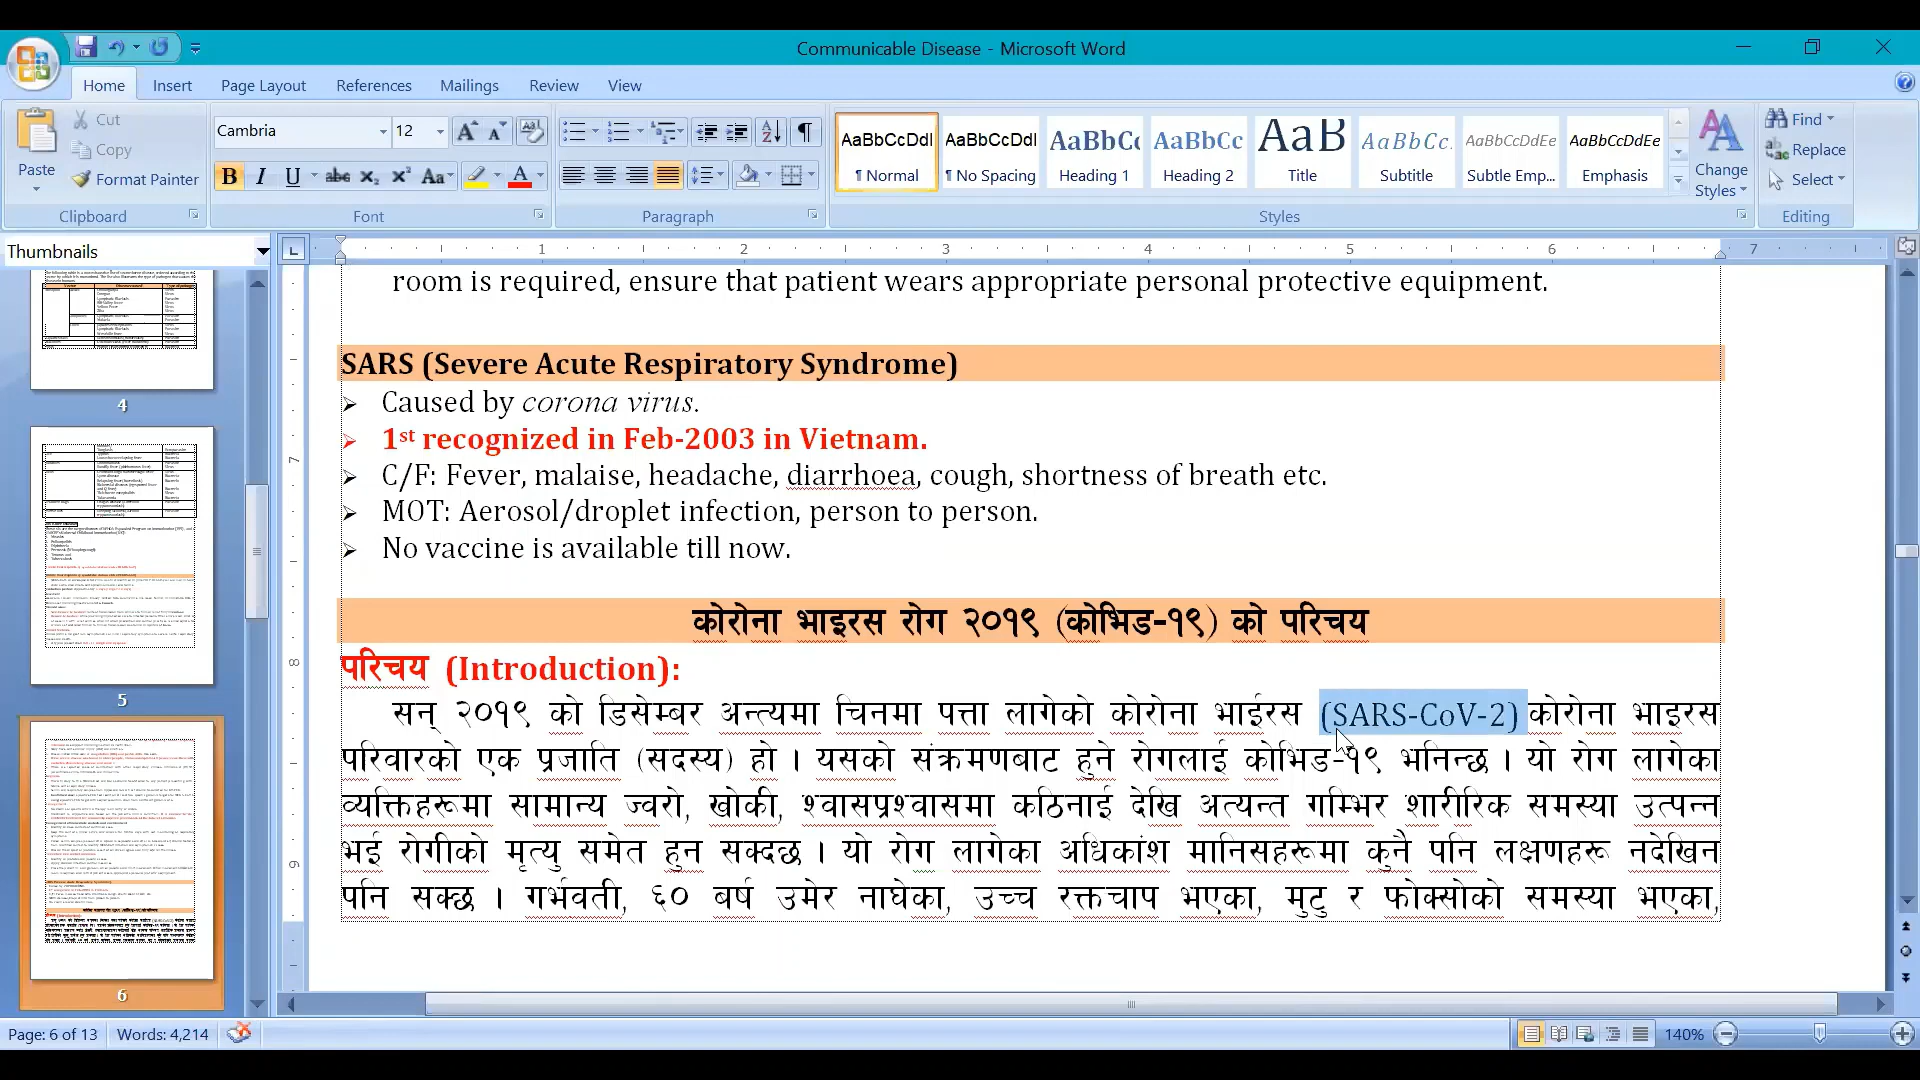 Communicable Disease - Microsoft Word
Home Insert Page Layout References Mailings Review View
Paste
Cut
Copy
Format Painter
Clipboard
Cambria 12
Font
Paragraph
AaBbCcDdI AaBbCcDdI AaBbCc AaBbCc AaB AaBbCc. AaBbCcDdEe AaBbCcDdEe
¶ Normal ¶ No Spacing Heading 1 Heading 2 Title Subtitle Subtle Emp... Emphasis
Change Styles
Styles
Find
Replace
Select
Editing
Thumbnails
4
5
6
1 2 3 4 5 6 7
room is required, ensure that patient wears appropriate personal protective equipment.
SARS (Severe Acute Respiratory Syndrome)
➢ Caused by corona virus.
➢ 1st recognized in Feb-2003 in Vietnam.
➢ C/F: Fever, malaise, headache, diarrhoea, cough, shortness of breath etc.
➢ MOT: Aerosol/droplet infection, person to person.
➢ No vaccine is available till now.
कोरोना भाइरस रोग २०१९ (कोभिड-१९) को परिचय
परिचय (Introduction):
सन् २०१९ को डिसेम्बर अन्त्यमा चिनमा पत्ता लागेको कोरोना भाईरस (SARS-CoV-2) कोरोना भाइरस
परिवारको एक प्रजाति (सदस्य) हो । यसको संक्रमणबाट हुने रोगलाई कोभिड-१९ भनिन्छ । यो रोग लागेका
व्यक्तिहरूमा सामान्य ज्वरो, खोकी, श्वासप्रश्वासमा कठिनाई देखि अत्यन्त गम्भिर शारीरिक समस्या उत्पन्न
भई रोगीको मृत्यु समेत हुन सक्दछ । यो रोग लागेका अधिकांश मानिसहरूमा कुनै पनि लक्षणहरू नदेखिन
पनि सक्छ । गर्भवती, ६० बर्ष उमेर नाघेका, उच्च रक्तचाप भएका, मुटु र फोक्सोको समस्या भएका,
Page: 6 of 13 Words: 4,214 140%